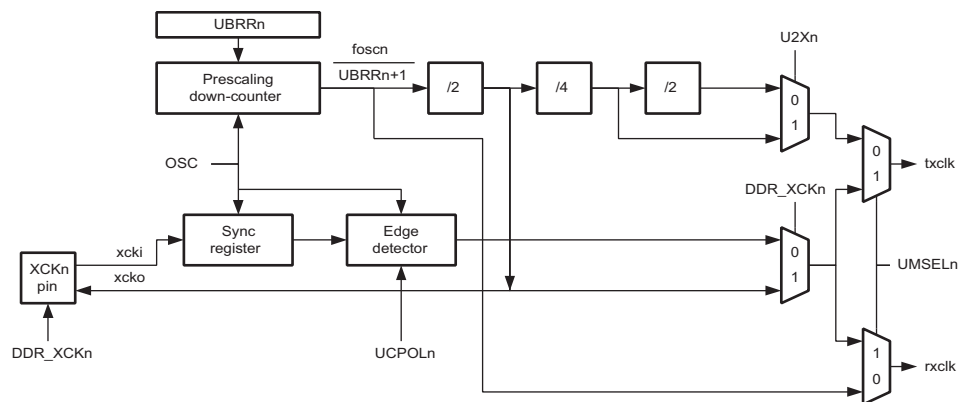 UBRRn
foscn
UBRRn+1
U2Xn
Prescaling
down-counter
/2
/4
/2
0
1
0
1
txclk
OSC
DDR_XCKn
Sync
register
Edge
detector
0
1
UMSELn
xcki
XCKn
pin
xcko
DDR_XCKn
UCPOLn
1
0
rxclk